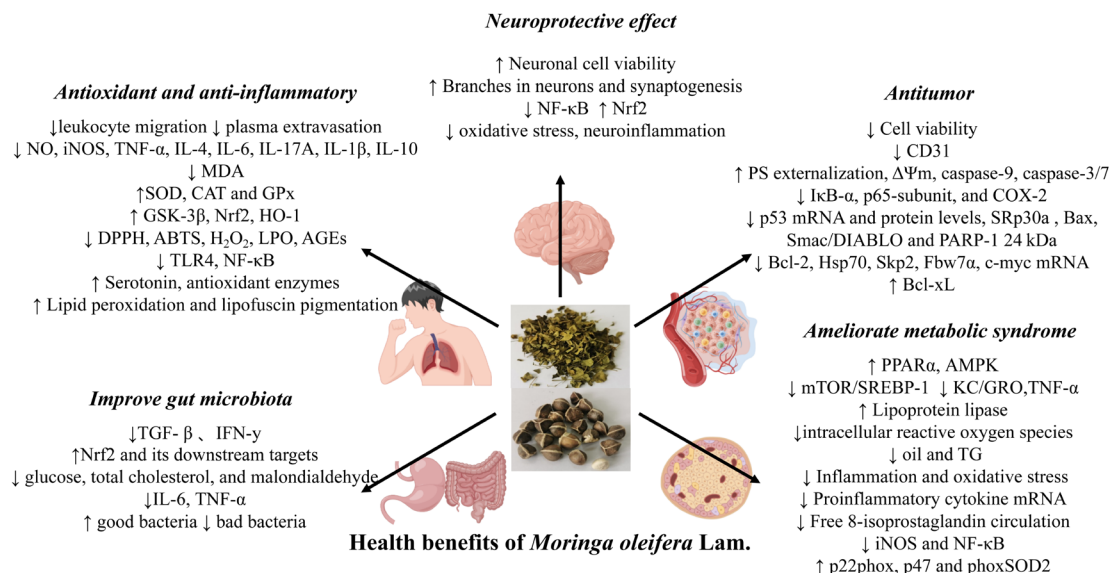 Neuroprotective effect
↑ Neuronal cell viability
↑ Branches in neurons and synaptogenesis
↓ NF-κB ↑ Nrf2
↓ oxidative stress, neuroinflammation
Antioxidant and anti-inflammatory
↓leukocyte migration ↓ plasma extravasation
↓ NO, iNOS, TNF-α, IL-4, IL-6, IL-17A, IL-1β, IL-10
↓ MDA
↑SOD, CAT and GPx
↑ GSK-3β, Nrf2, HO-1
↓ DPPH, ABTS, H₂O₂, LPO, AGEs
↓ TLR4, NF-κB
↑ Serotonin, antioxidant enzymes
↑ Lipid peroxidation and lipofuscin pigmentation
Antitumor
↓ Cell viability
↓ CD31
↑ PS externalization, ΔΨm, caspase-9, caspase-3/7
↓ IκB-α, p65-subunit, and COX-2
↓ p53 mRNA and protein levels, SRp30a , Bax,
Smac/DIABLO and PARP-1 24 kDa
↓ Bcl-2, Hsp70, Skp2, Fbw7α, c-myc mRNA
↑ Bcl-xL
Improve gut microbiota
↓TGF- β 、 IFN-y
↑Nrf2 and its downstream targets
↓ glucose, total cholesterol, and malondialdehyde
↓IL-6, TNF-α
↑ good bacteria ↓ bad bacteria
Ameliorate metabolic syndrome
↑ PPARα, AMPK
↓ mTOR/SREBP-1 ↓ KC/GRO,TNF-α
↑ Lipoprotein lipase
↓intracellular reactive oxygen species
↓ oil and TG
↓ Inflammation and oxidative stress
↓ Proinflammatory cytokine mRNA
↓ Free 8-isoprostaglandin circulation
↓ iNOS and NF-κB
↑ p22phox, p47 and phoxSOD2
Health benefits of Moringa oleifera Lam.